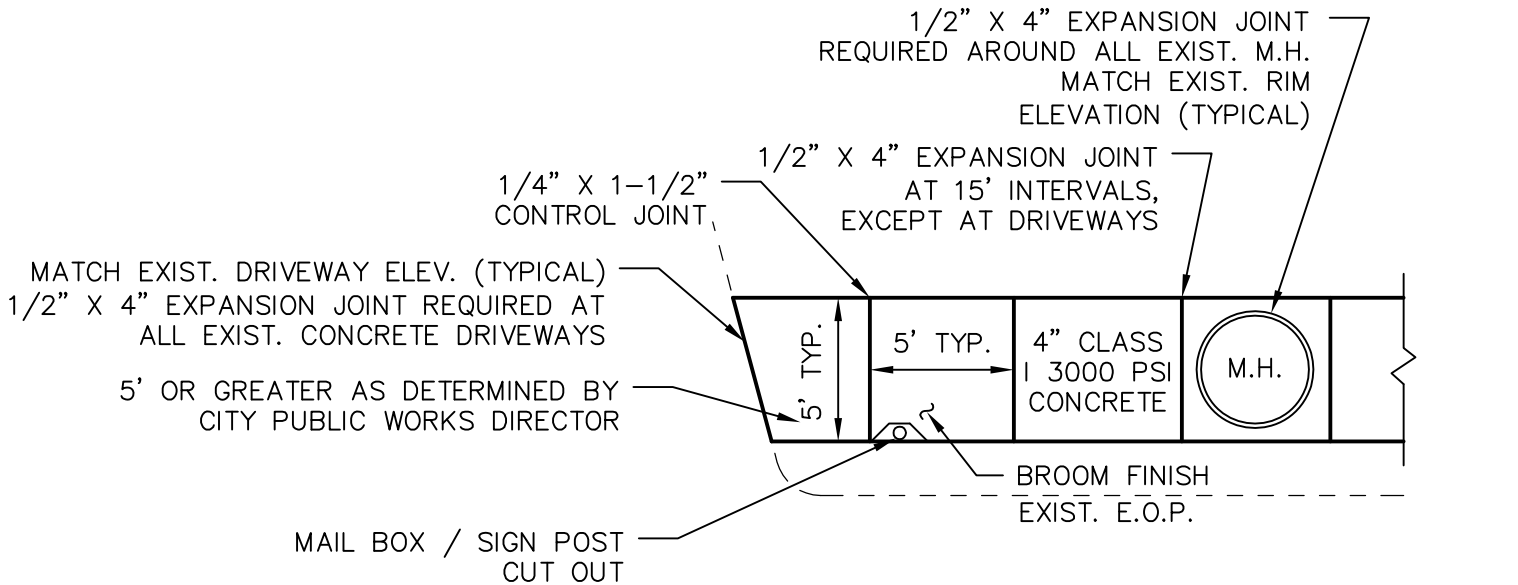 1/2” X 4” EXPANSION JOINT
REQUIRED AROUND ALL EXIST. M.H.
MATCH EXIST. RIM
ELEVATION (TYPICAL)
1/2” X 4” EXPANSION JOINT
AT 15’ INTERVALS,
EXCEPT AT DRIVEWAYS
1/4” X 1–1/2”
CONTROL JOINT
MATCH EXIST. DRIVEWAY ELEV. (TYPICAL)
1/2” X 4” EXPANSION JOINT REQUIRED AT
ALL EXIST. CONCRETE DRIVEWAYS
5’ OR GREATER AS DETERMINED BY
CITY PUBLIC WORKS DIRECTOR
5’ TYP.
5’ TYP.
4” CLASS
I 3000 PSI
CONCRETE
M.H.
BROOM FINISH
EXIST. E.O.P.
MAIL BOX / SIGN POST
CUT OUT